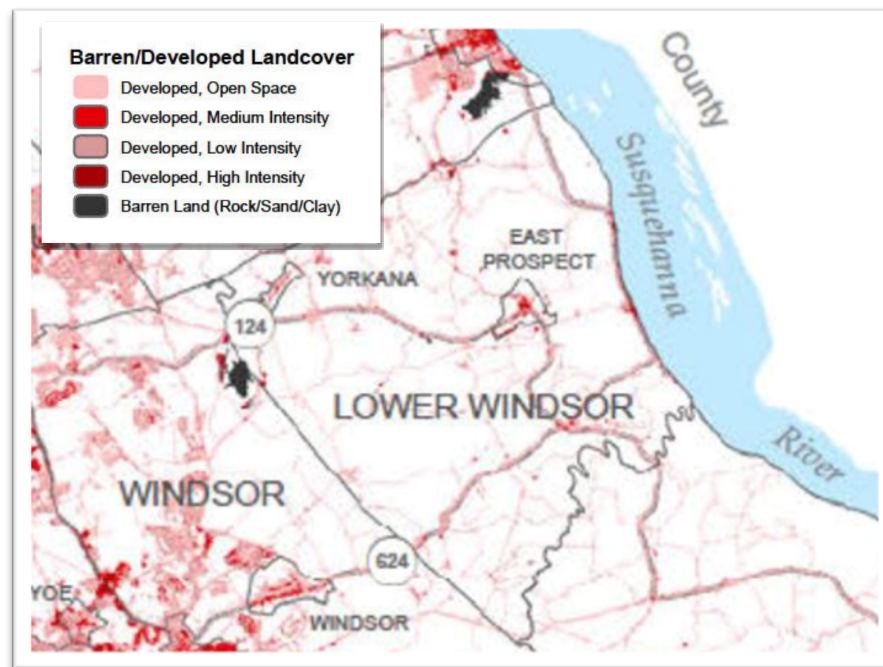 Barren/Developed Landcover
Developed, Open Space
Developed, Medium Intensity
Developed, Low Intensity
Developed, High Intensity
Barren Land (Rock/Sand/Clay)
County
Susquehanna
River
EAST
PROSPECT
YORKANA
124
LOWER WINDSOR
WINDSOR
624
YOE
WINDSOR